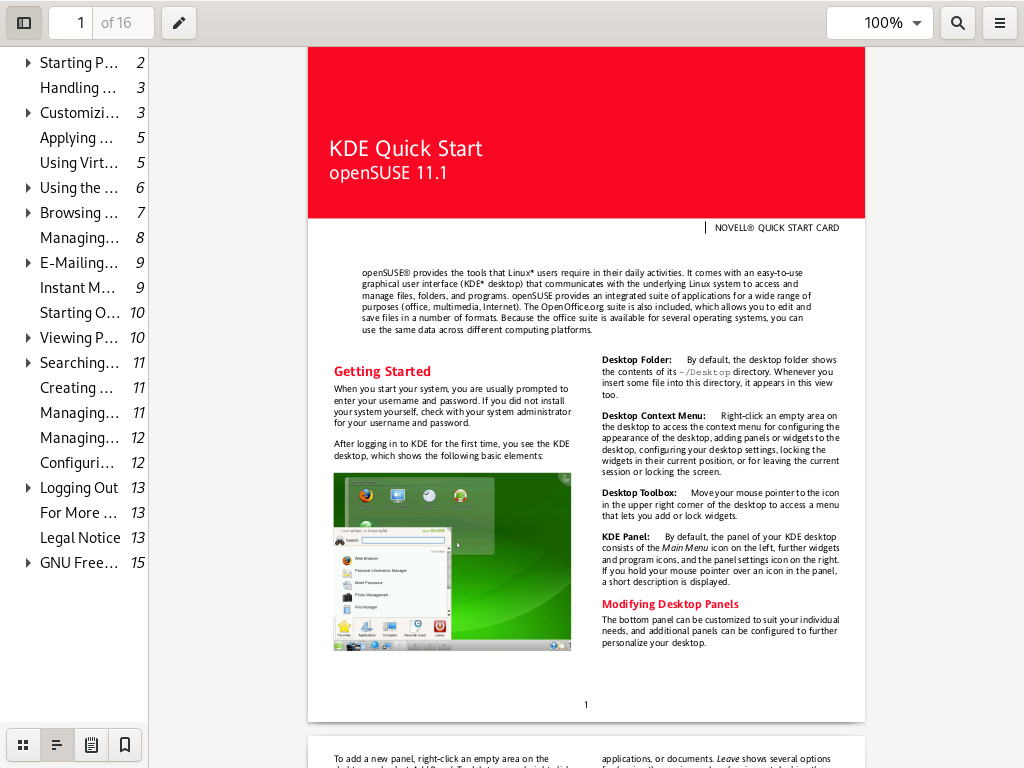 1
of 16
100%
Starting P… 2
Handling … 3
Customizi… 3
Applying … 5
Using Virt… 5
Using the … 6
Browsing … 7
Managing… 8
E-Mailing… 9
Instant M… 9
Starting O… 10
Viewing P… 10
Searching… 11
Creating … 11
Managing… 11
Managing… 12
Configuri… 12
Logging Out 13
For More … 13
Legal Notice 13
GNU Free… 15
KDE Quick Start
openSUSE 11.1
NOVELL® QUICK START CARD
openSUSE® provides the tools that Linux* users require in their daily activities. It comes with an easy-to-use
graphical user interface (KDE* desktop) that communicates with the underlying Linux system to access and
manage files, folders, and programs. openSUSE provides an integrated suite of applications for a wide range of
purposes (office, multimedia, Internet). The OpenOffice.org suite is also included, which allows you to edit and
save files in a number of formats. Because the office suite is available for several operating systems, you can
use the same data across different computing platforms.
Getting Started
When you start your system, you are usually prompted to
enter your username and password. If you did not install
your system yourself, check with your system administrator
for your username and password.
After logging in to KDE for the first time, you see the KDE
desktop, which shows the following basic elements:
Search:
Favorites
Web Browser
Personal Information Manager
Word Processor
Photo Management
File Manager
Favorites Applications Computer Recently Used Leave
Desktop Folder: By default, the desktop folder shows
the contents of its ~/Desktop directory. Whenever you
insert some file into this directory, it appears in this view
too.
Desktop Context Menu: Right-click an empty area on
the desktop to access the context menu for configuring the
appearance of the desktop, adding panels or widgets to the
desktop, configuring your desktop settings, locking the
widgets in their current position, or for leaving the current
session or locking the screen.
Desktop Toolbox: Move your mouse pointer to the icon
in the upper right corner of the desktop to access a menu
that lets you add or lock widgets.
KDE Panel: By default, the panel of your KDE desktop
consists of the Main Menu icon on the left, further widgets
and program icons, and the panel settings icon on the right.
If you hold your mouse pointer over an icon in the panel,
a short description is displayed.
Modifying Desktop Panels
The bottom panel can be customized to suit your individual
needs, and additional panels can be configured to further
personalize your desktop.
1
To add a new panel, right-click an empty area on the
applications, or documents. Leave shows several options